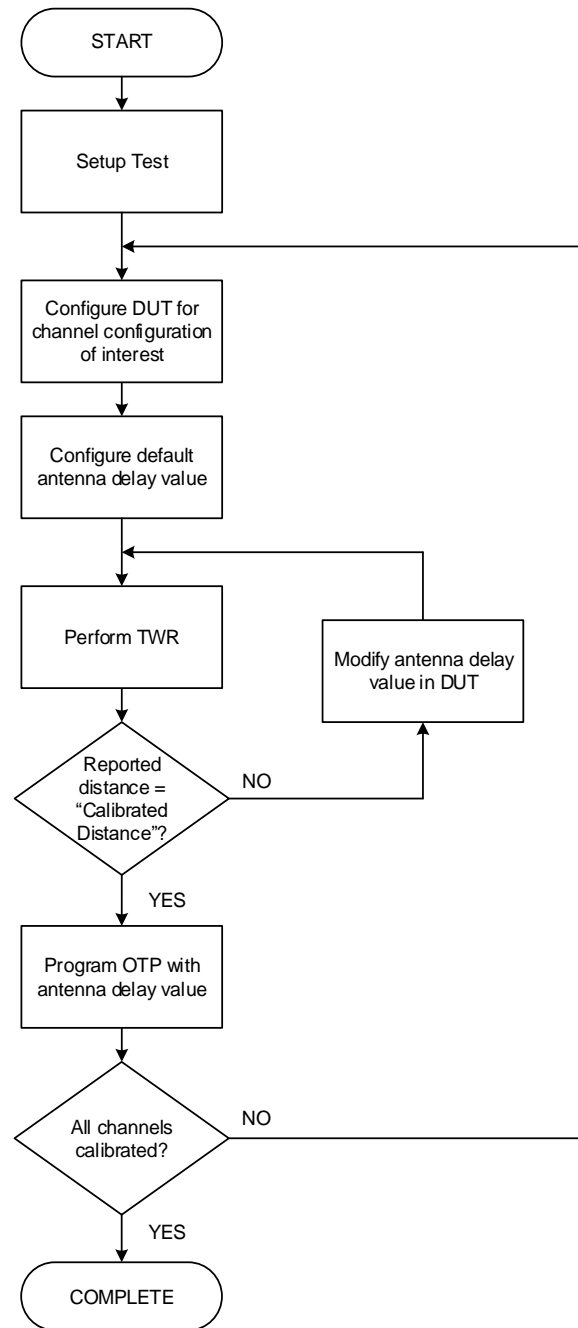 START
Setup Test
Configure DUT for
channel configuration
of interest
Configure default
antenna delay value
Perform TWR
Modify antenna delay
value in DUT
Reported
distance =
“Calibrated
Distance”?
NO
YES
Program OTP with
antenna delay value
All channels
calibrated?
NO
YES
COMPLETE